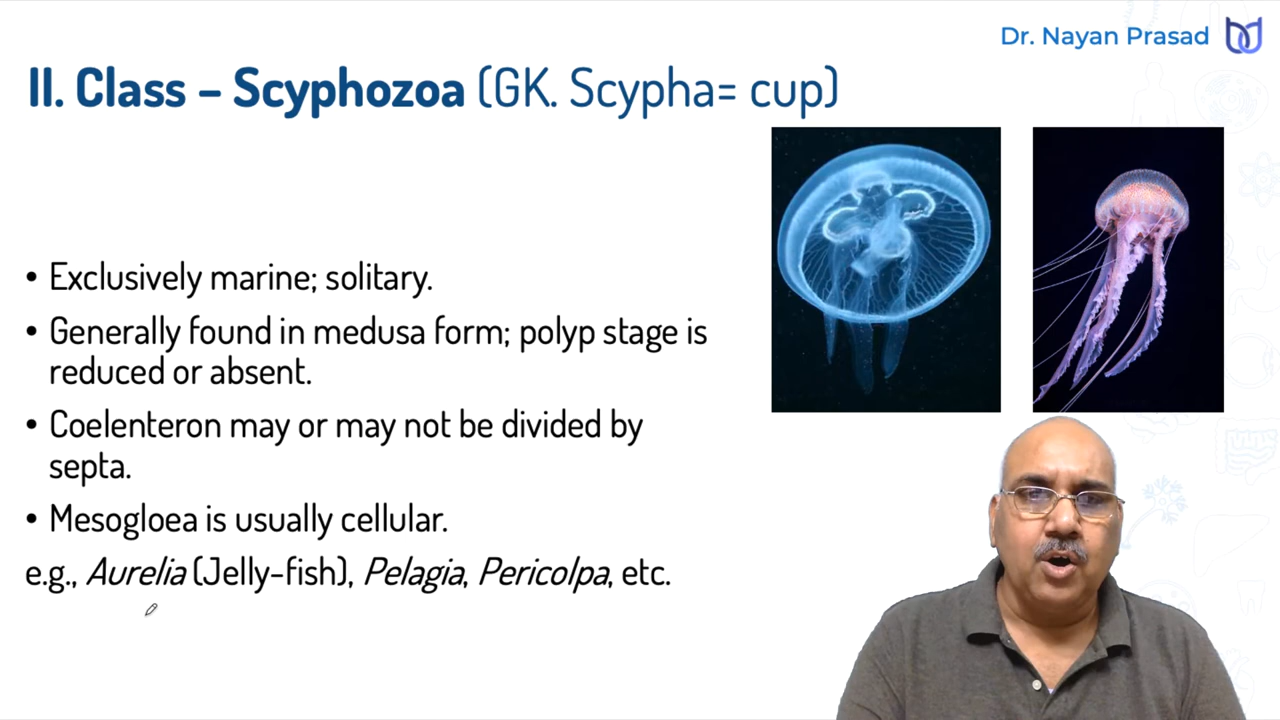 Dr. Nayan Prasad
II. Class – Scyphozoa (GK. Scypha= cup)
• Exclusively marine; solitary.
• Generally found in medusa form; polyp stage is
reduced or absent.
• Coelenteron may or may not be divided by
septa.
• Mesogloea is usually cellular.
e.g., Aurelia (Jelly-fish), Pelagia, Pericolpa, etc.